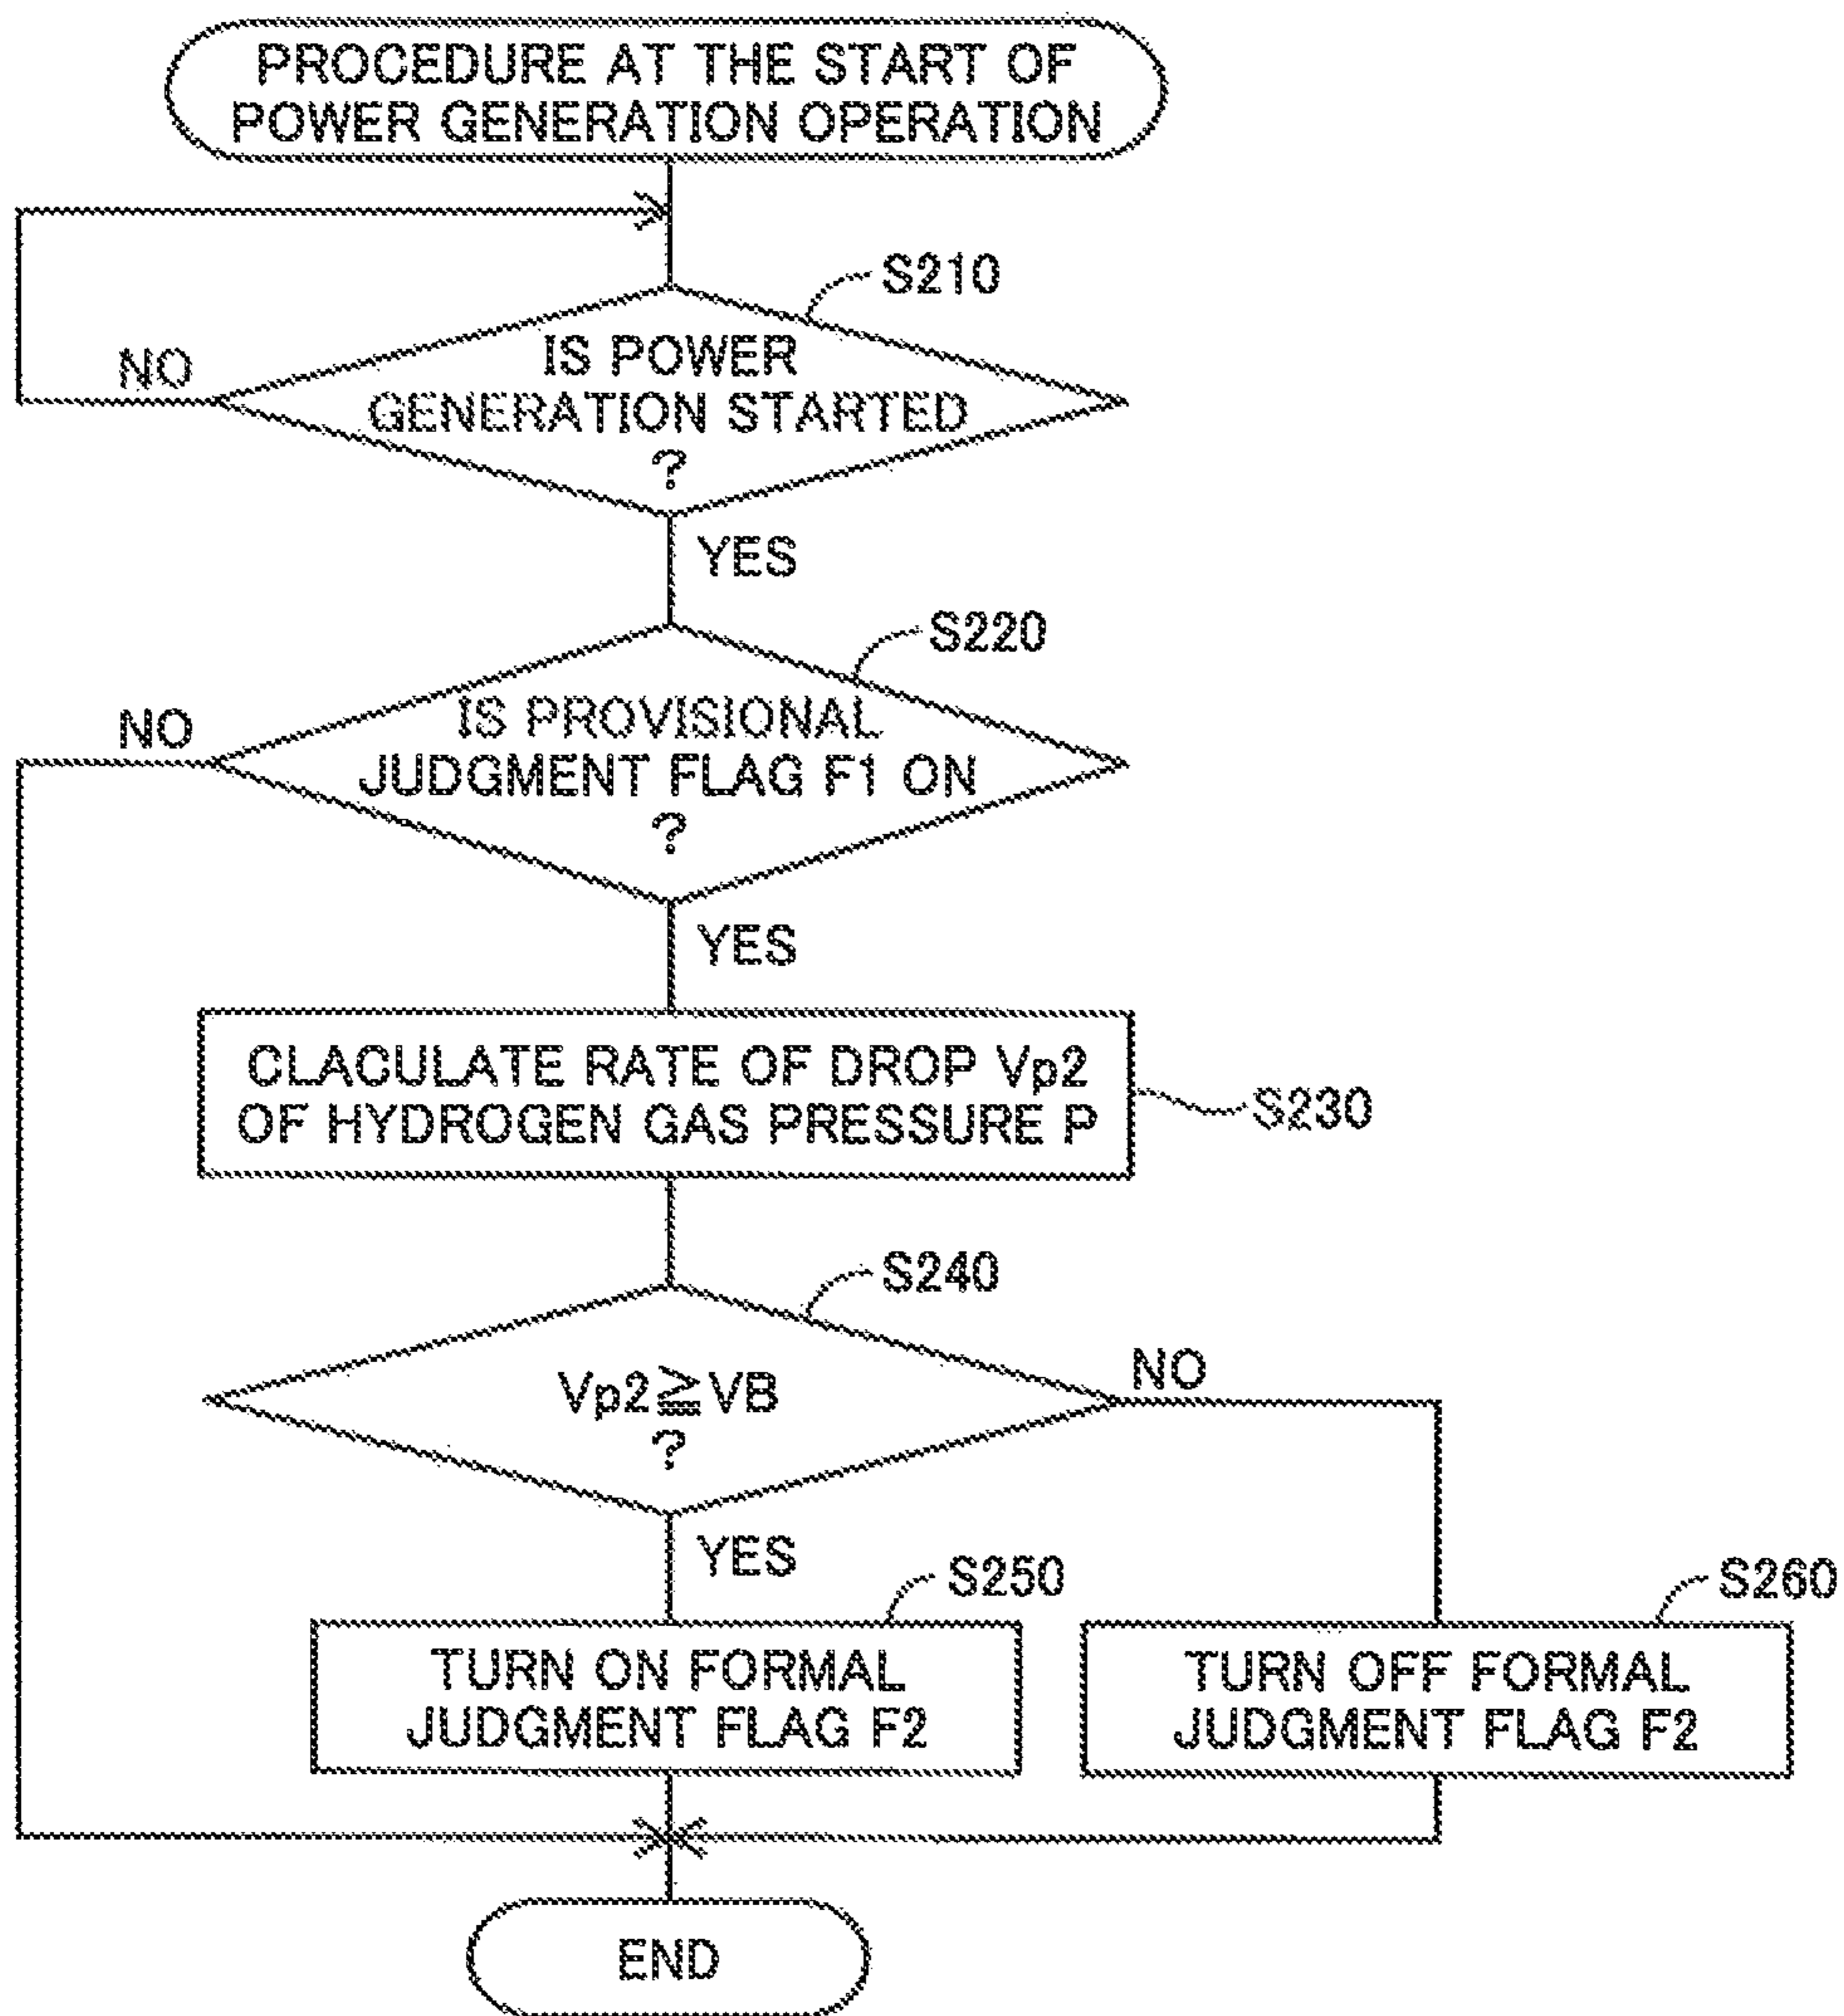 PROCEDURE AT THE START OF
POWER GENERATION OPERATION
S210
IS POWER
GENERATION STARTED
?
NO
YES
S220
IS PROVISIONAL
JUDGMENT FLAG F1 ON
?
NO
YES
CLACULATE RATE OF DROP Vp2
OF HYDROGEN GAS PRESSURE P
S230
S240
Vp2≧VB
?
NO
YES
S250
TURN ON FORMAL
JUDGMENT FLAG F2
S260
TURN OFF FORMAL
JUDGMENT FLAG F2
END